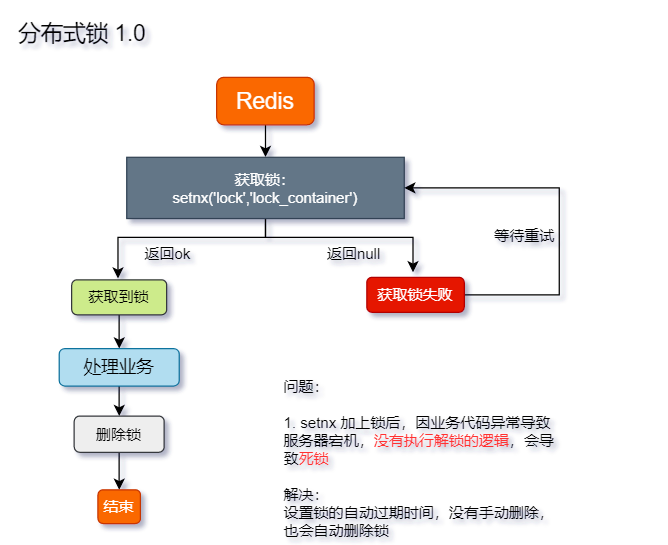 分布式锁 1.0
Redis
获取锁：
setnx('lock','lock_container')
等待重试
返回ok
返回null
获取到锁
获取锁失败
处理业务
删除锁
结束
问题：
1. setnx 加上锁后，因业务代码异常导致
服务器宕机，没有执行解锁的逻辑，会导
致死锁
解决：
设置锁的自动过期时间，没有手动删除，
也会自动删除锁